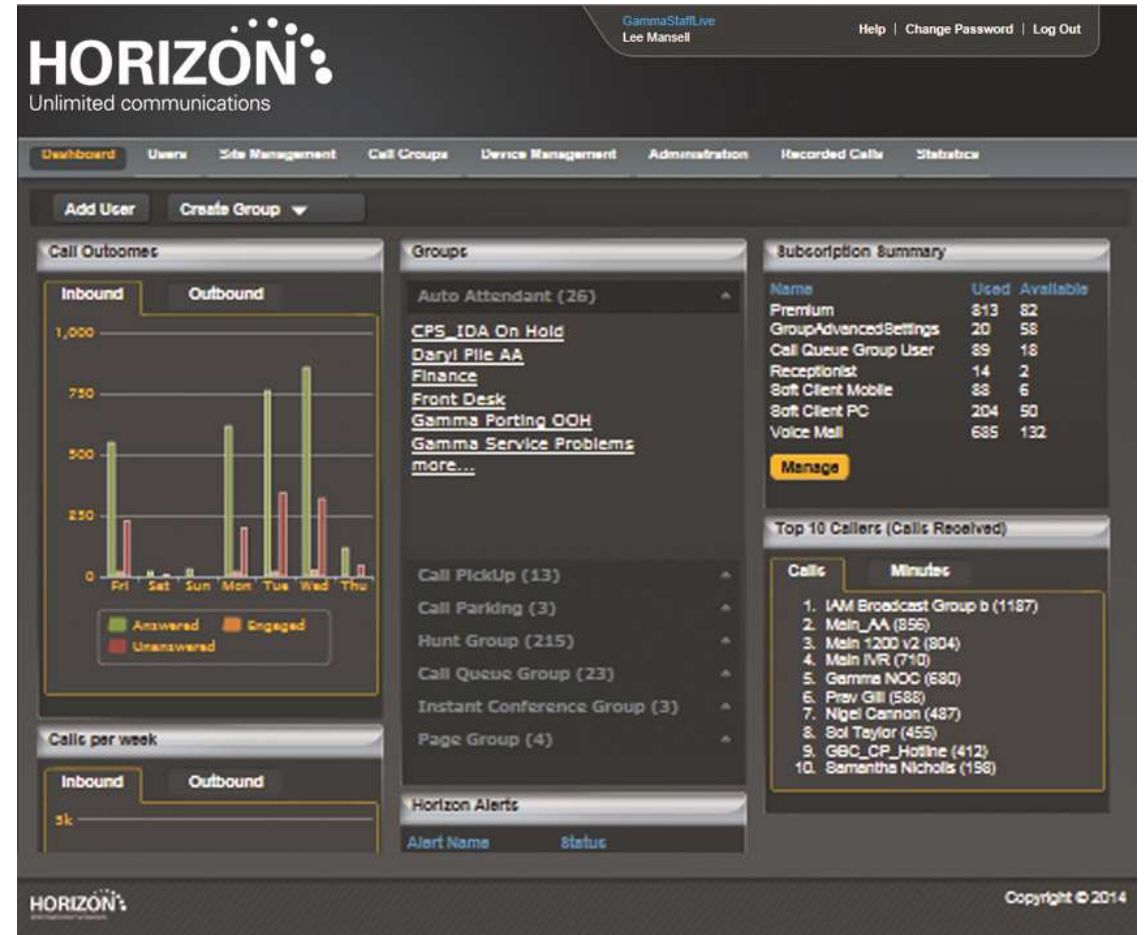 GammaStaffLive
Lee Mansell
Help | Change Password | Log Out
HORIZON
Unlimited communications
Dashboard Users Site Management Call Groups Device Management Administration Recorded Calls Statistics
Add User Create Group
Call Outcomes
Inbound Outbound
1,000
750
500
250
0
Fri Sat Sun Mon Tue Wed Thu
Answered Engaged
Unanswered
Calls per week
Inbound Outbound
5k
Groups
Auto Attendant (26)
CPS_IDA On Hold
Daryl Pile AA
Finance
Front Desk
Gamma Porting OOH
Gamma Service Problems
more...
Call PickUp (13)
Call Parking (3)
Hunt Group (215)
Call Queue Group (23)
Instant Conference Group (3)
Page Group (4)
Horizon Alerts
Alert Name Status
Subscription Summary
Name Used Available
Premium 813 82
GroupAdvancedSettings 20 58
Call Queue Group User 89 18
Receptionist 14 2
Soft Client Mobile 88 6
Soft Client PC 204 50
Voice Mail 685 132
Manage
Top 10 Callers (Calls Received)
Calls Minutes
1. IAM Broadcast Group b (1187)
2. Main_AA (856)
3. Main 1200 v2 (804)
4. Main IVR (710)
5. Gamma NOC (680)
6. Prav Gill (588)
7. Nigel Cannon (487)
8. Sol Taylor (455)
9. GBC_CP_Hotline (412)
10. Samantha Nicholls (198)
HORIZON
Copyright © 2014